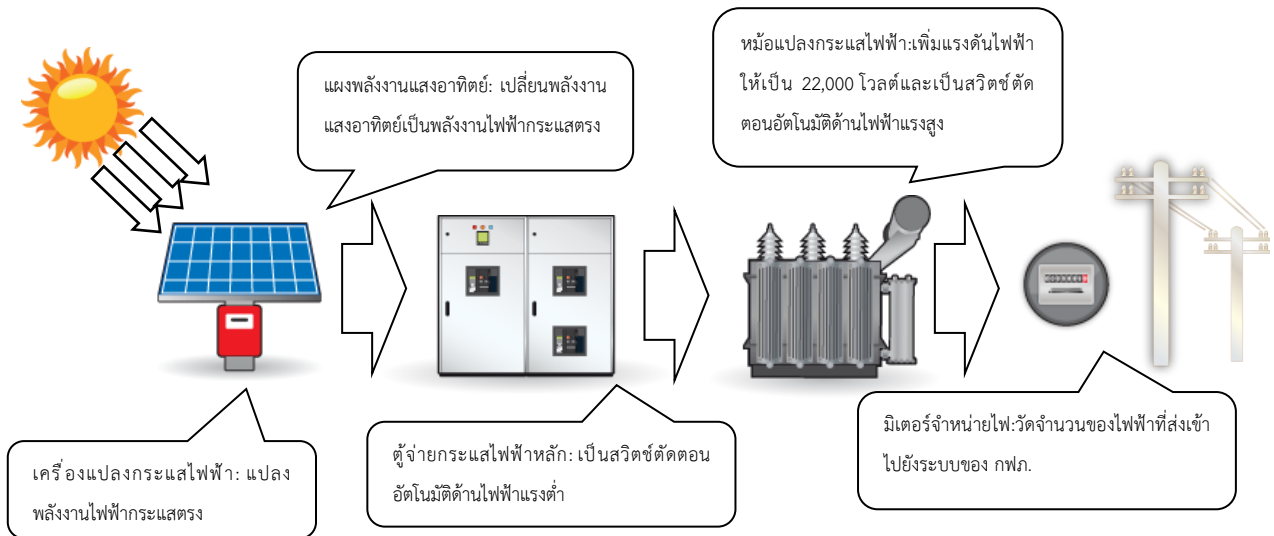 แผงพลังงานแสงอาทิตย์: เปลี่ยนพลังงาน
แสงอาทิตย์เป็นพลังงานไฟฟ้ากระแสตรง
หม้อแปลงกระแสไฟฟ้า:เพิ่มแรงดันไฟฟ้า
ให้เป็น 22,000 โวลต์และเป็นสวิตช์ตัด
ตอนอัตโนมัติด้านไฟฟ้าแรงสูง
เครื่องแปลงกระแสไฟฟ้า: แปลง
พลังงานไฟฟ้ากระแสตรง
ตู้จ่ายกระแสไฟฟ้าหลัก: เป็นสวิตช์ตัดตอน
อัตโนมัติด้านไฟฟ้าแรงต่ำ
มิเตอร์จำหน่ายไฟ:วัดจำนวนของไฟฟ้าที่ส่งเข้า
ไปยังระบบของ กฟภ.